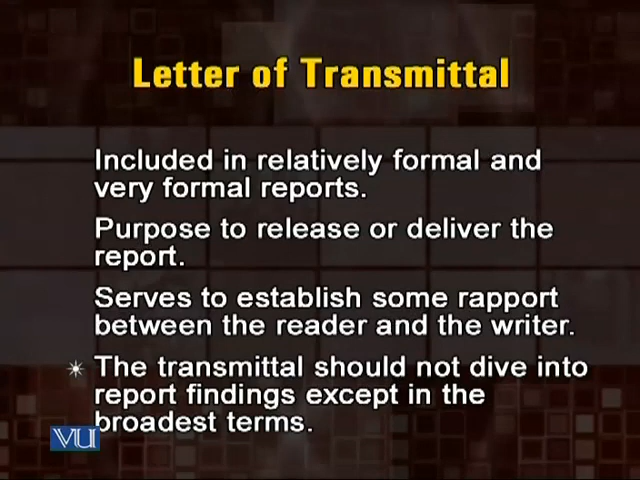 Letter of Transmittal
Included in relatively formal and
very formal reports.
Purpose to release or deliver the
report.
Serves to establish some rapport
between the reader and the writer.
The transmittal should not dive into
report findings except in the
broadest terms.
VU